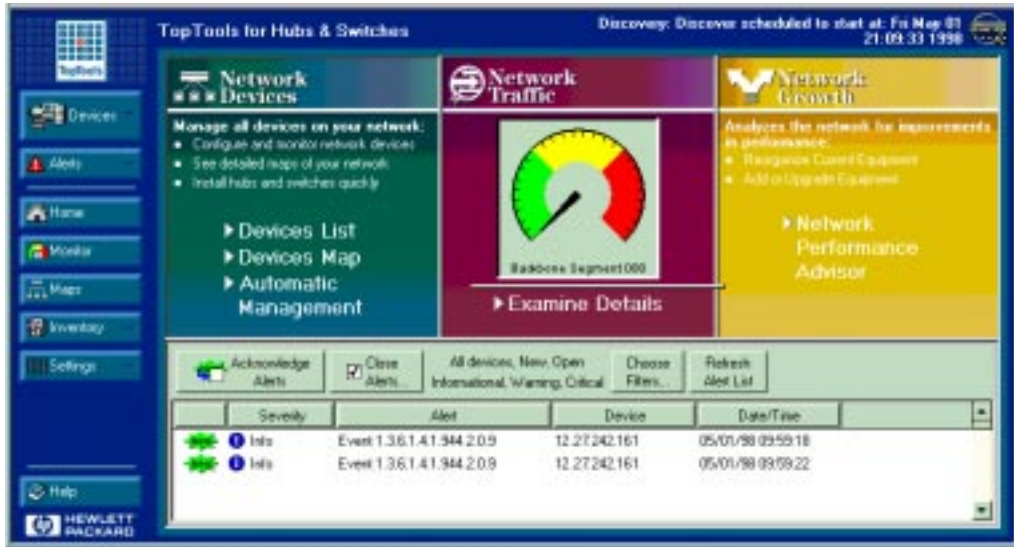 TopTools for Hubs & Switches
Discovery: Discover scheduled to start at: Fri May 01
21:09:33 1998
TopTools
Devices
Alerts
Home
Monitor
Maps
Inventory
Settings
Help
HEWLETT
PACKARD
Network
Devices
Manage all devices on your network:
Configure and monitor network devices
See detailed maps of your network
Install hubs and switches quickly
Devices List
Devices Map
Automatic
Management
Network
Traffic
Backbone Segment000
Examine Details
Network
Growth
Analyzes the network for improvements
in performance:
Reorganize Current Equipment
Add or Upgrade Equipment
Network
Performance
Advisor
Acknowledge
Alerts
Close
Alerts...
All devices, New, Open
Informational, Warning, Critical
Choose
Filters...
Refresh
Alert List
Severity Alert Device Date/Time
Info Event:1.3.6.1.4.1.944.2.0.9 12.27.242.161 05/01/98 09:59:18
Info Event:1.3.6.1.4.1.944.2.0.9 12.27.242.161 05/01/98 09:59:22